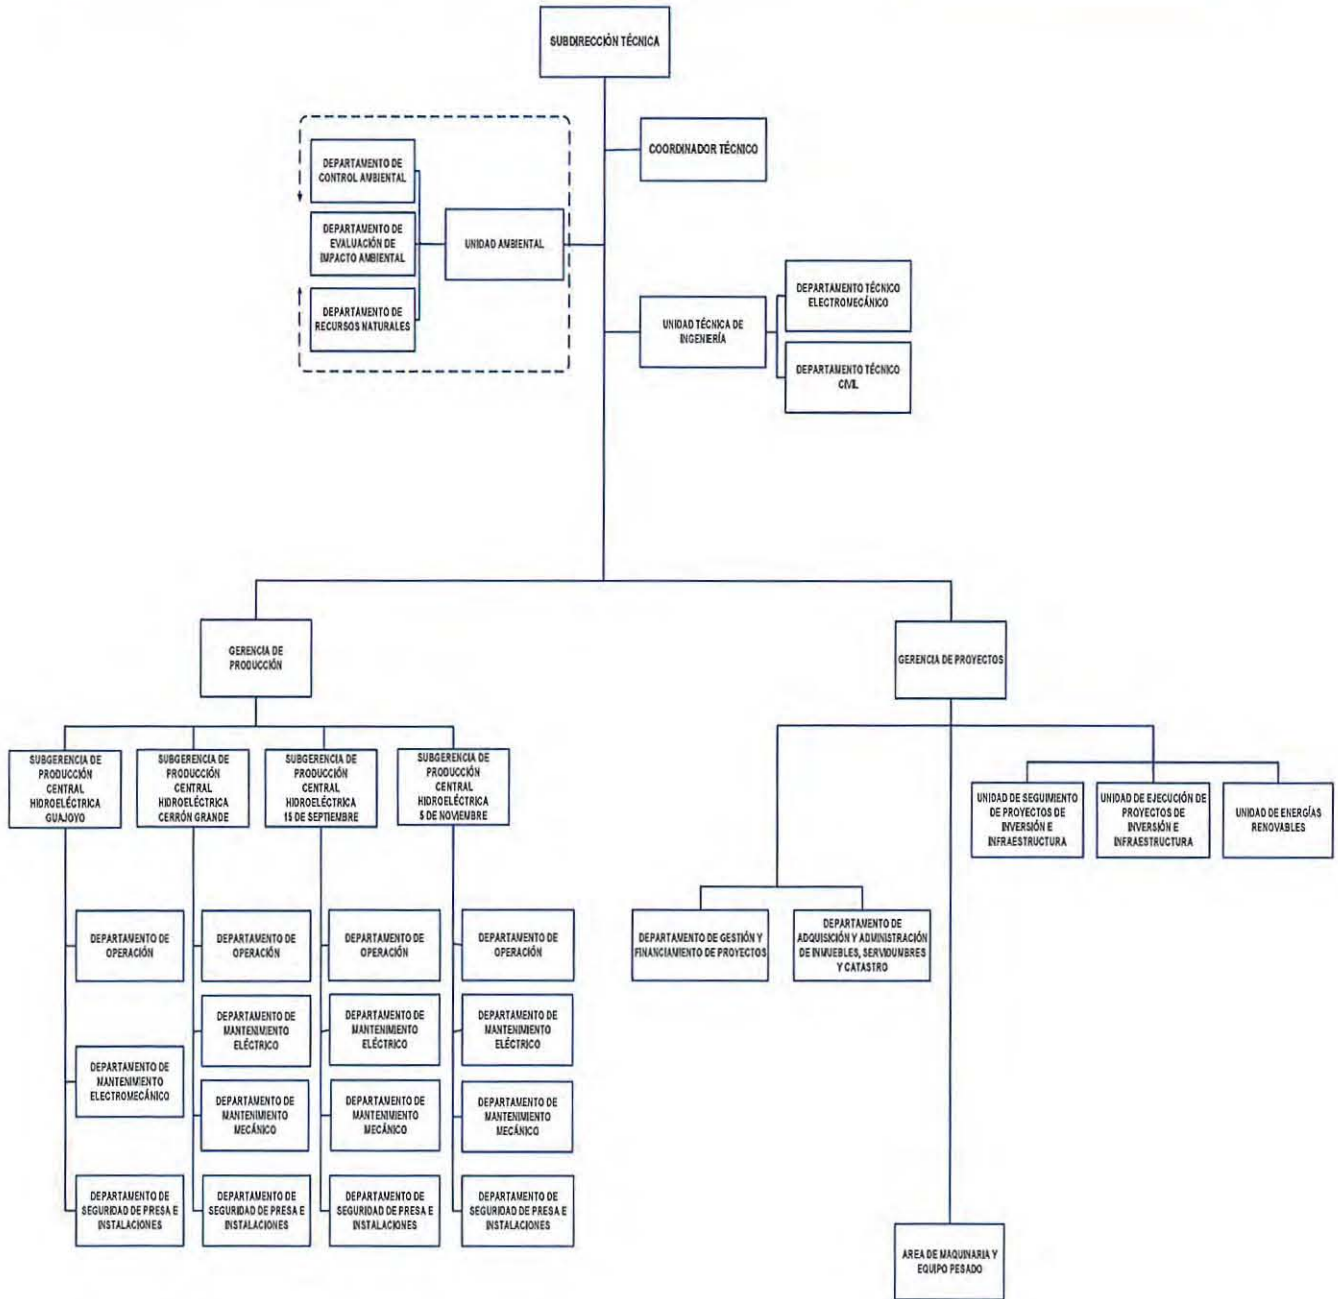 SUBDIRECCIÓN TÉCNICA
COORDINADOR TÉCNICO
DEPARTAMENTO DE
CONTROL AMBIENTAL
DEPARTAMENTO DE
EVALUACIÓN DE
IMPACTO AMBIENTAL
DEPARTAMENTO DE
RECURSOS NATURALES
UNIDAD AMBIENTAL
UNIDAD TÉCNICA DE
INGENIERÍA
DEPARTAMENTO TÉCNICO
ELECTROMECÁNICO
DEPARTAMENTO TÉCNICO
CIVIL
GERENCIA DE
PRODUCCIÓN
GERENCIA DE PROYECTOS
SUBGERENCIA DE
PRODUCCIÓN
CENTRAL
HIDROELÉCTRICA
GUAJOYO
SUBGERENCIA DE
PRODUCCIÓN
CENTRAL
HIDROELÉCTRICA
CERRÓN GRANDE
SUBGERENCIA DE
PRODUCCIÓN
CENTRAL
HIDROELÉCTRICA
15 DE SEPTIEMBRE
SUBGERENCIA DE
PRODUCCIÓN
CENTRAL
HIDROELÉCTRICA
5 DE NOVIEMBRE
UNIDAD DE SEGUIMIENTO
DE PROYECTOS DE
INVERSIÓN E
INFRAESTRUCTURA
UNIDAD DE EJECUCIÓN DE
PROYECTOS DE
INVERSIÓN E
INFRAESTRUCTURA
UNIDAD DE ENERGÍAS
RENOVABLES
DEPARTAMENTO DE
OPERACIÓN
DEPARTAMENTO DE
MANTENIMIENTO
ELECTROMECÁNICO
DEPARTAMENTO DE
SEGURIDAD DE PRESA E
INSTALACIONES
DEPARTAMENTO DE
OPERACIÓN
DEPARTAMENTO DE
MANTENIMIENTO
ELÉCTRICO
DEPARTAMENTO DE
MANTENIMIENTO
MECÁNICO
DEPARTAMENTO DE
SEGURIDAD DE PRESA E
INSTALACIONES
DEPARTAMENTO DE
OPERACIÓN
DEPARTAMENTO DE
MANTENIMIENTO
ELÉCTRICO
DEPARTAMENTO DE
MANTENIMIENTO
MECÁNICO
DEPARTAMENTO DE
SEGURIDAD DE PRESA E
INSTALACIONES
DEPARTAMENTO DE
OPERACIÓN
DEPARTAMENTO DE
MANTENIMIENTO
ELÉCTRICO
DEPARTAMENTO DE
MANTENIMIENTO
MECÁNICO
DEPARTAMENTO DE
SEGURIDAD DE PRESA E
INSTALACIONES
DEPARTAMENTO DE GESTIÓN Y
FINANCIAMIENTO DE PROYECTOS
DEPARTAMENTO DE
ADQUISICIÓN Y ADMINISTRACIÓN
DE INMUEBLES, SERVIDUMBRES
Y CATASTRO
AREA DE MAQUINARIA Y
EQUIPO PESADO